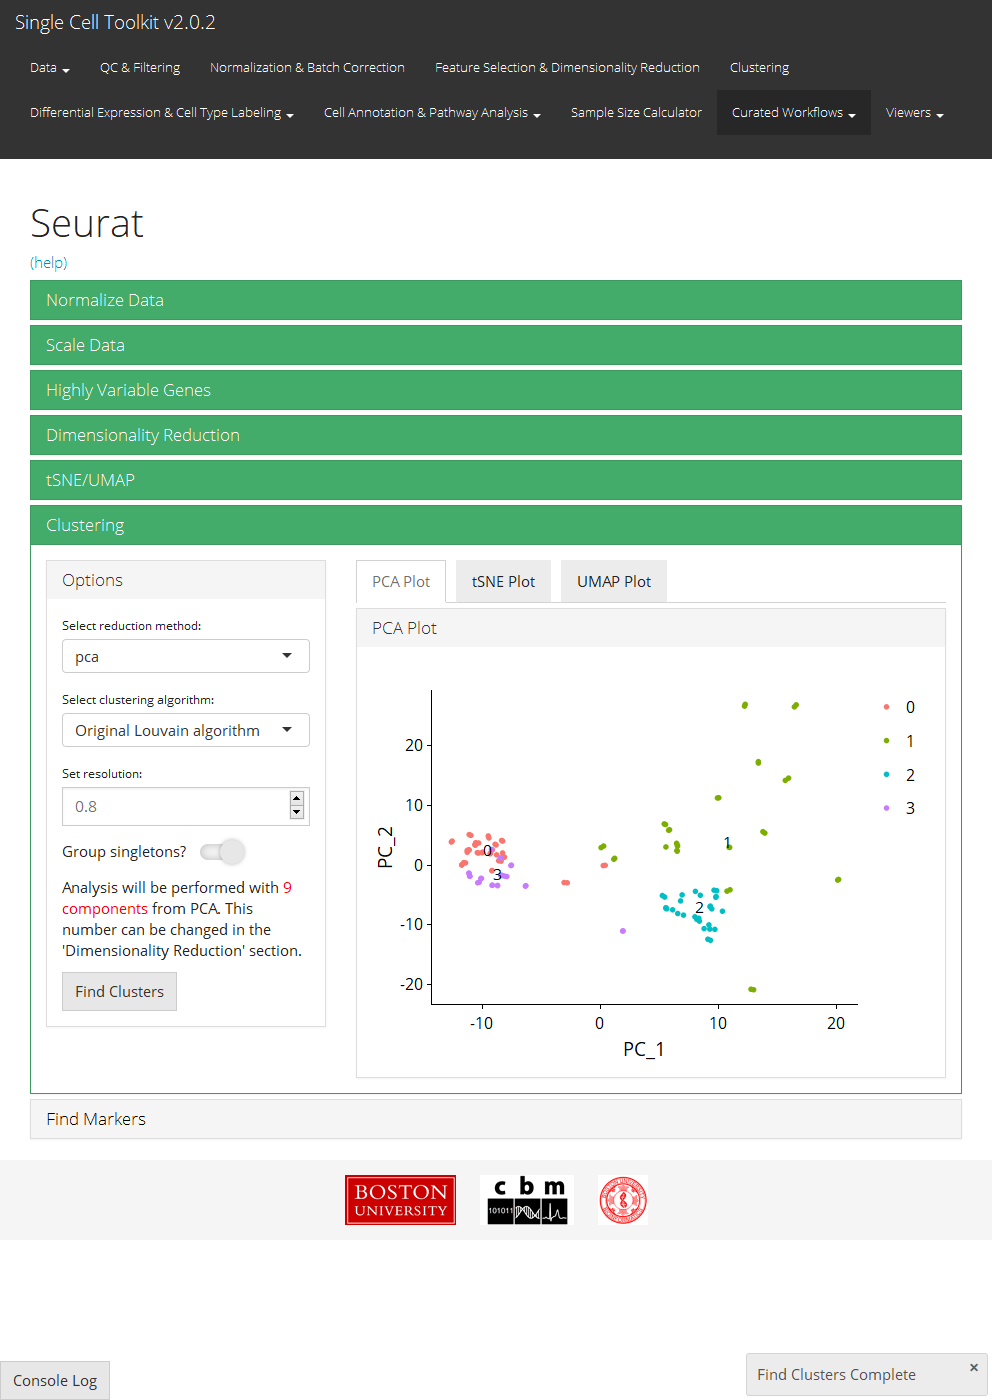 Single Cell Toolkit v2.0.2
Data
QC & Filtering
Normalization & Batch Correction
Feature Selection & Dimensionality Reduction
Clustering
Differential Expression & Cell Type Labeling
Cell Annotation & Pathway Analysis
Sample Size Calculator
Curated Workflows
Viewers
Seurat
(help)
Normalize Data
Scale Data
Highly Variable Genes
Dimensionality Reduction
tSNE/UMAP
Clustering
Options
Select reduction method:
pca
Select clustering algorithm:
Original Louvain algorithm
Set resolution:
0.8
Group singletons?
Analysis will be performed with 9
components from PCA. This
number can be changed in the
'Dimensionality Reduction' section.
Find Clusters
PCA Plot
tSNE Plot
UMAP Plot
PCA Plot
PC_2
20
10
0
-10
-20
0
3
1
2
0
1
2
3
-10
0
10
20
PC_1
Find Markers
BOSTON
UNIVERSITY
cbm
101011
Console Log
Find Clusters Complete
×